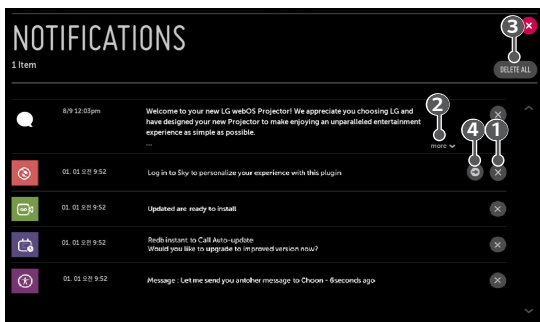 NOTIFICATIONS
1 Item
3
DELETE ALL
8/9 12:03pm
Welcome to your new LG webOS Projector! We appreciate you choosing LG and
have designed your new Projector to make enjoying an unparalleled entertainment
experience as simple as possible.
...
2
more
4
1
01. 01 오전 9:52
Log in to Sky to personalize your experience with this plugin
01. 01 오전 9:52
Updated are ready to install
01. 01 오전 9:52
Redbinstant to Call Auto-update
Would you like to upgrade to improved version now?
01. 01 오전 9:52
Message : Let me send you antolher message to Choon - 6seconds ago